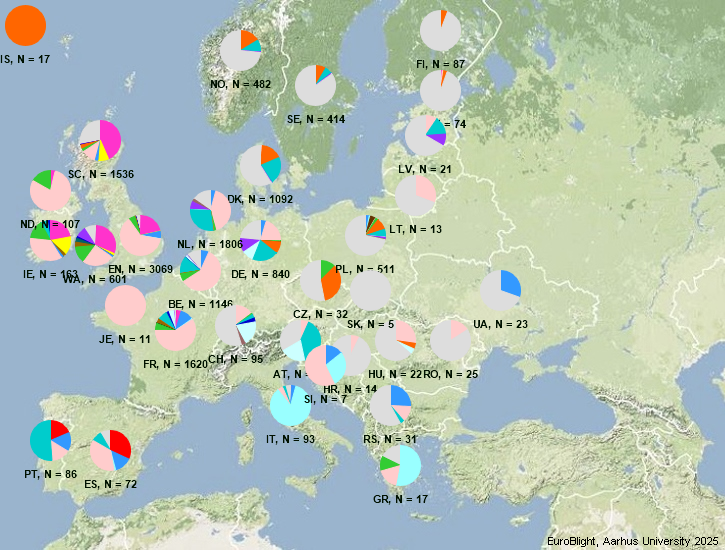 IS, N = 17
NO, N = 482
FI, N = 87
SE, N = 414
= 74
SC, N = 1536
LV, N = 21
DK, N = 1092
ND, N = 107
LT, N = 13
NL, N = 1806
EN, N = 3069
IE, N = 163
WA, N = 601
DE, N = 840
PL, N = 511
BE, N = 1146
CZ, N = 32
SK, N = 5
UA, N = 23
JE, N = 11
FR, N = 1620
CH, N = 95
AT, N =
HU, N = 22
RO, N = 25
HR, N = 14
SI, N = 7
IT, N = 93
RS, N = 31
PT, N = 86
ES, N = 72
GR, N = 17
EuroBlight, Aarhus University 2025